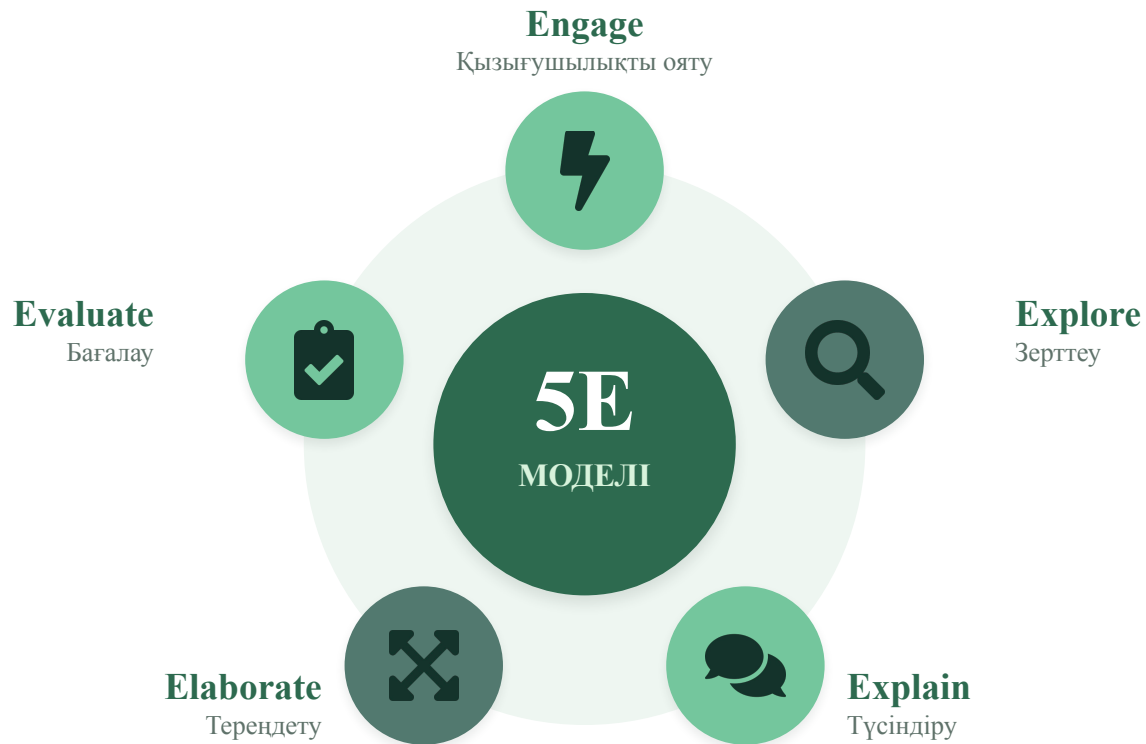 Engage
Қызығушылықты ояту
Evaluate
Бағалау
Explore
Зерттеу
5E
МОДЕЛІ
Elaborate
Тереңдету
Explain
Түсіндіру